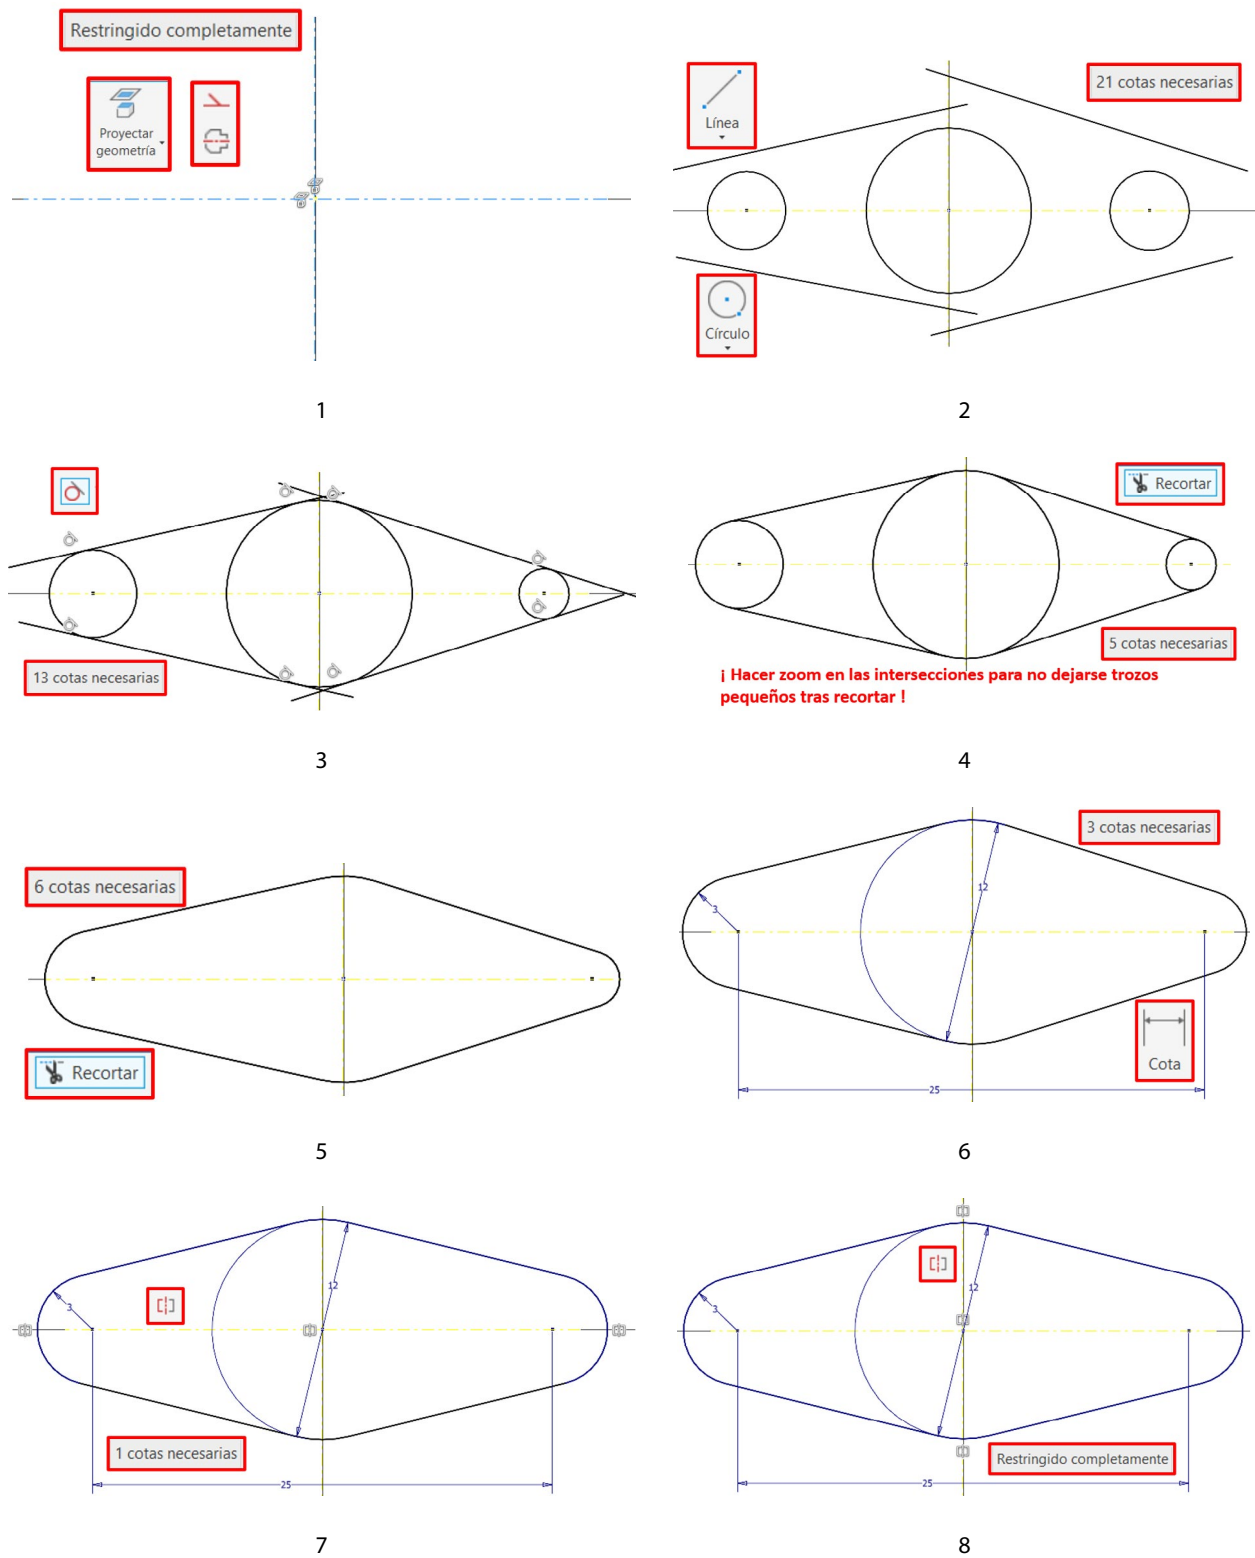 Restringido completamente
Proyectar
geometría
1
Línea
21 cotas necesarias
Círculo
2
13 cotas necesarias
3
Recortar
5 cotas necesarias
¡ Hacer zoom en las intersecciones para no dejarse trozos
pequeños tras recortar !
4
6 cotas necesarias
Recortar
5
3 cotas necesarias
12
3
Cota
25
6
12
3
1 cotas necesarias
25
7
12
3
Restringido completamente
25
8